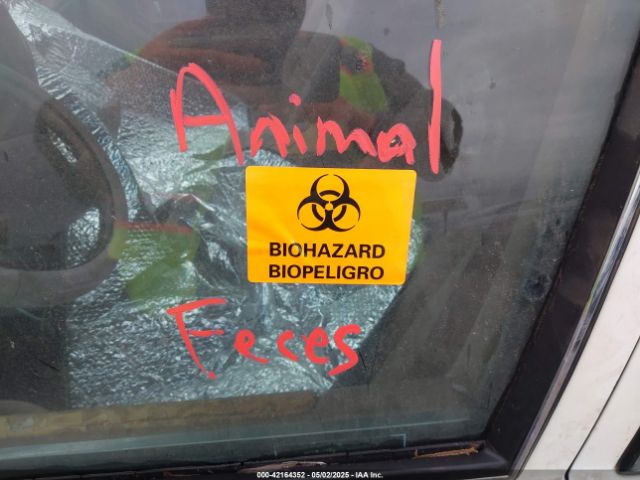 Animal
BIOHAZARD
BIOPELIGRO
Feces
000-42164352 - 05/02/2025 - IAA Inc.